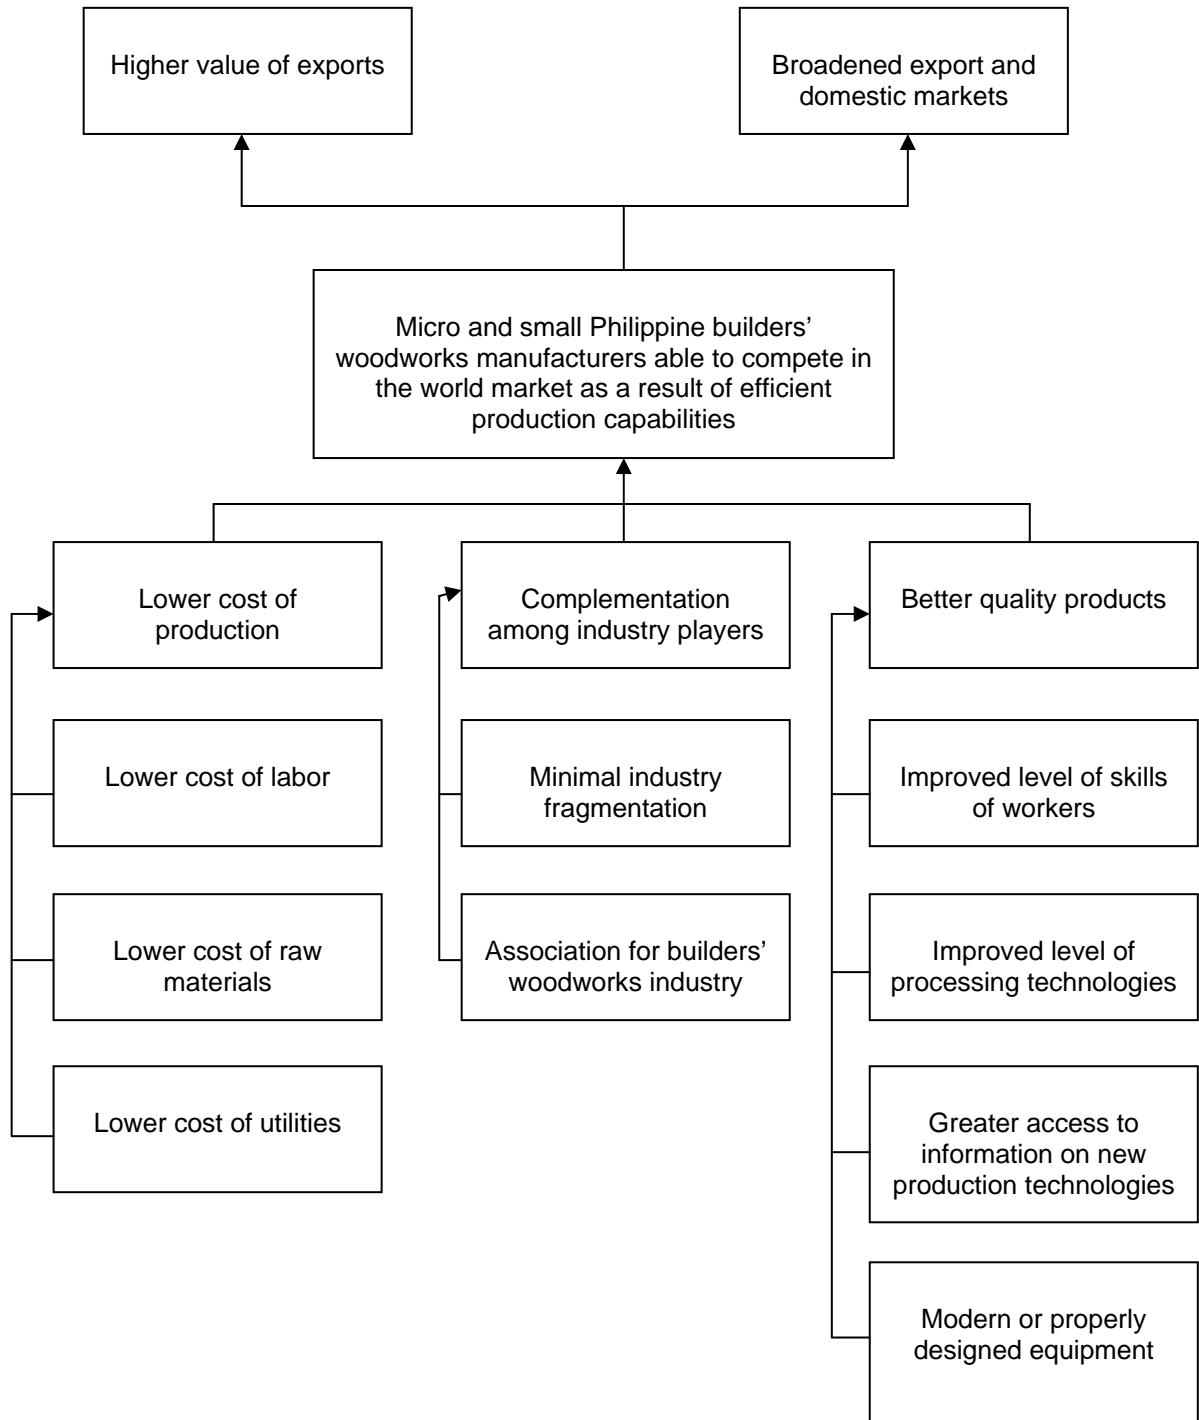 Higher value of exports
Broadened export and
domestic markets
Micro and small Philippine builders’
woodworks manufacturers able to compete in
the world market as a result of efficient
production capabilities
Lower cost of
production
Complementation
among industry players
Better quality products
Lower cost of labor
Minimal industry
fragmentation
Improved level of skills
of workers
Lower cost of raw
materials
Association for builders’
woodworks industry
Improved level of
processing technologies
Lower cost of utilities
Greater access to
information on new
production technologies
Modern or properly
designed equipment